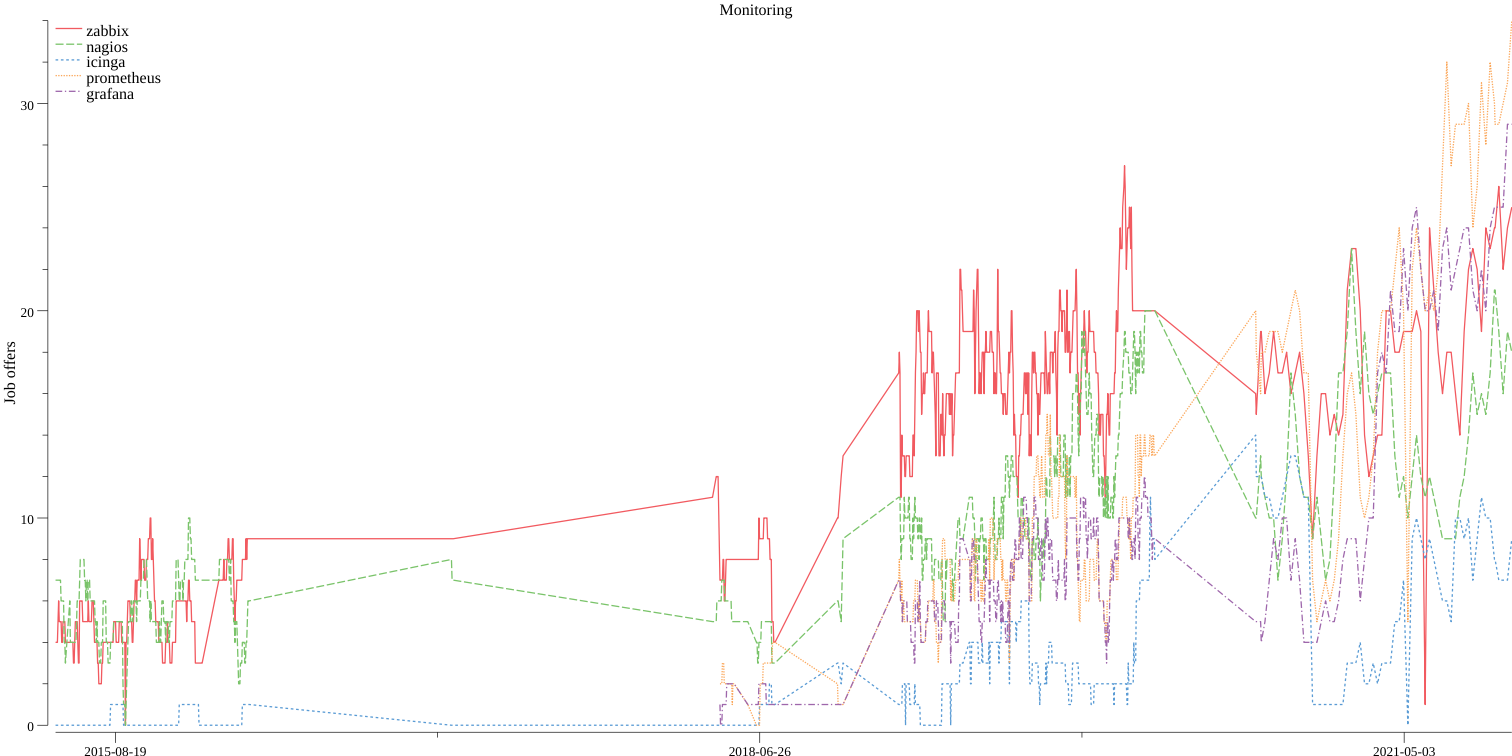 Monitoring
zabbix
nagios
icinga
prometheus
grafana
Job offers
30
20
10
0
2015-08-19
2018-06-26
2021-05-03